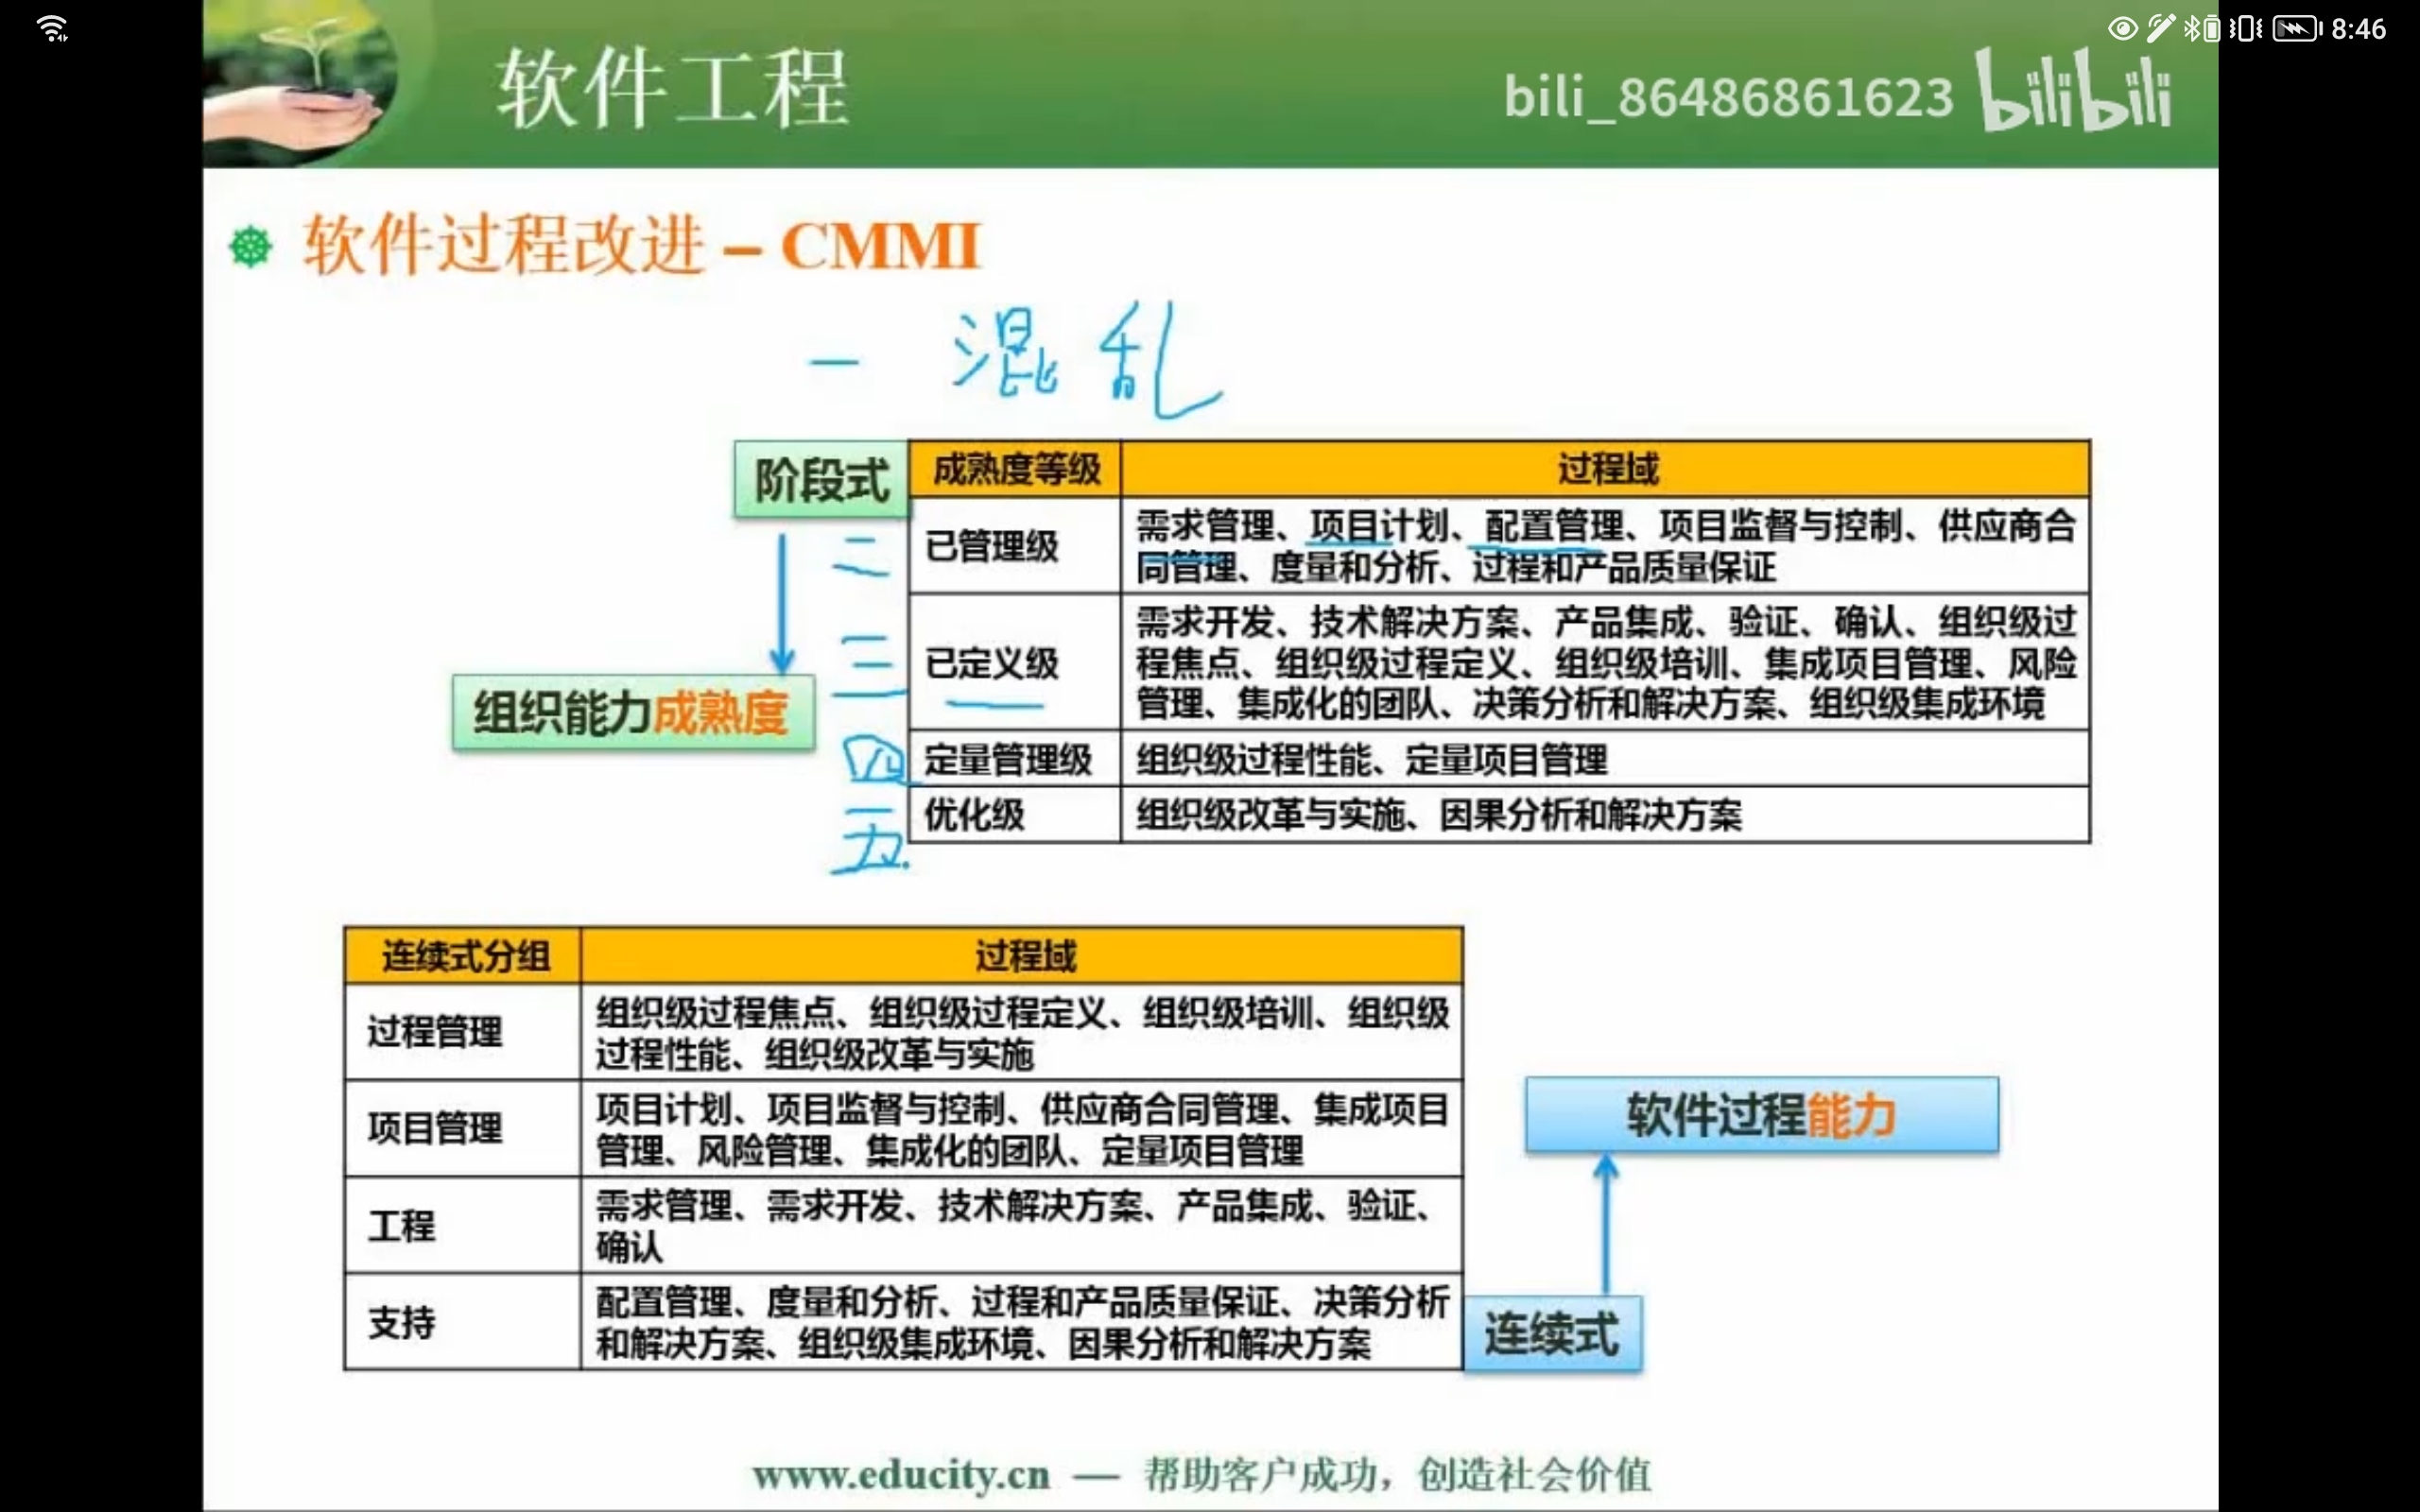 8:46
软件工程
bili_86486861623 bilibili
软件过程改进 – CMMI
一 混乱
阶段式
成熟度等级 过程域
二 已管理级 需求管理、项目计划、配置管理、项目监督与控制、供应商合
同管理、度量和分析、过程和产品质量保证
三 已定义级 需求开发、技术解决方案、产品集成、验证、确认、组织级过
程焦点、组织级过程定义、组织级培训、集成项目管理、风险
管理、集成化的团队、决策分析和解决方案、组织级集成环境
组织能力成熟度
四 定量管理级 组织级过程性能、定量项目管理
五. 优化级 组织级改革与实施、因果分析和解决方案
连续式分组 过程域
过程管理 组织级过程焦点、组织级过程定义、组织级培训、组织级
过程性能、组织级改革与实施
项目管理 项目计划、项目监督与控制、供应商合同管理、集成项目
管理、风险管理、集成化的团队、定量项目管理
工程 需求管理、需求开发、技术解决方案、产品集成、验证、
确认
支持 配置管理、度量和分析、过程和产品质量保证、决策分析
和解决方案、组织级集成环境、因果分析和解决方案
软件过程能力
连续式
www.educity.cn — 帮助客户成功，创造社会价值